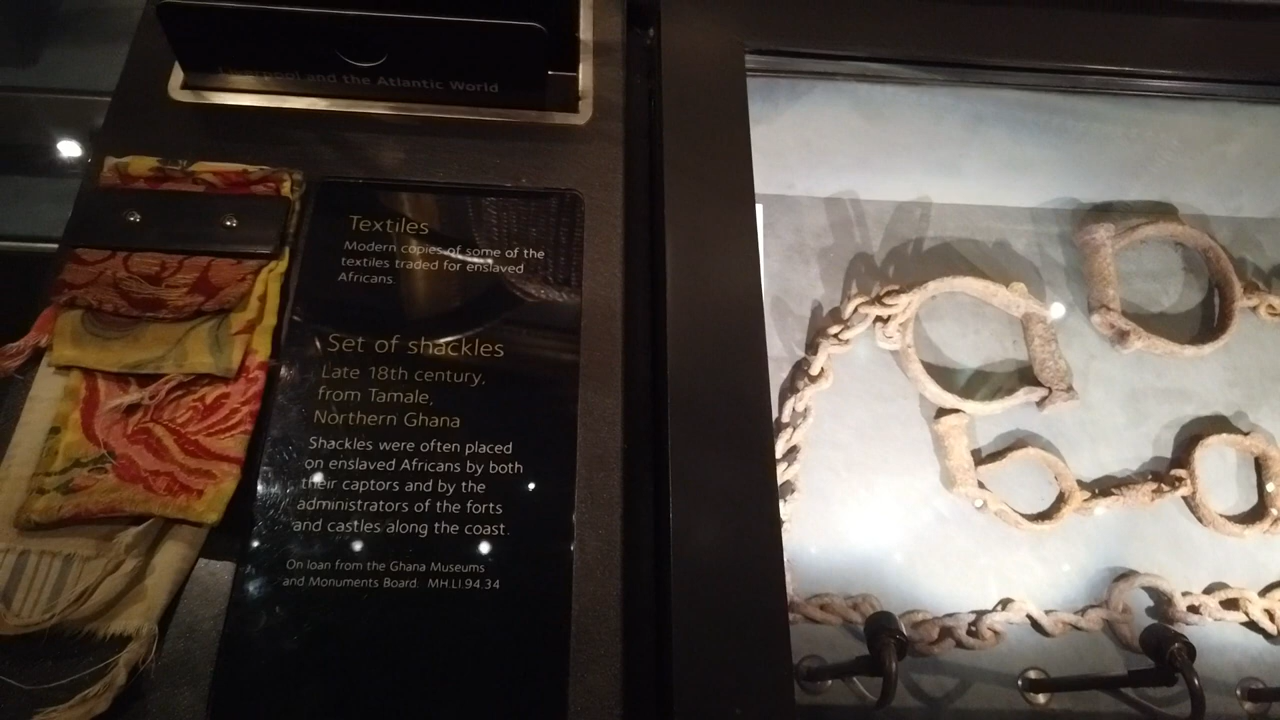 Liverpool and the Atlantic World
Textiles
Modern copies of some of the
textiles traded for enslaved
Africans.
Set of shackles
Late 18th century,
from Tamale,
Northern Ghana
Shackles were often placed
on enslaved Africans by both
their captors and by the
administrators of the forts
and castles along the coast.
On loan from the Ghana Museums
and Monuments Board. MH.LI.94.34